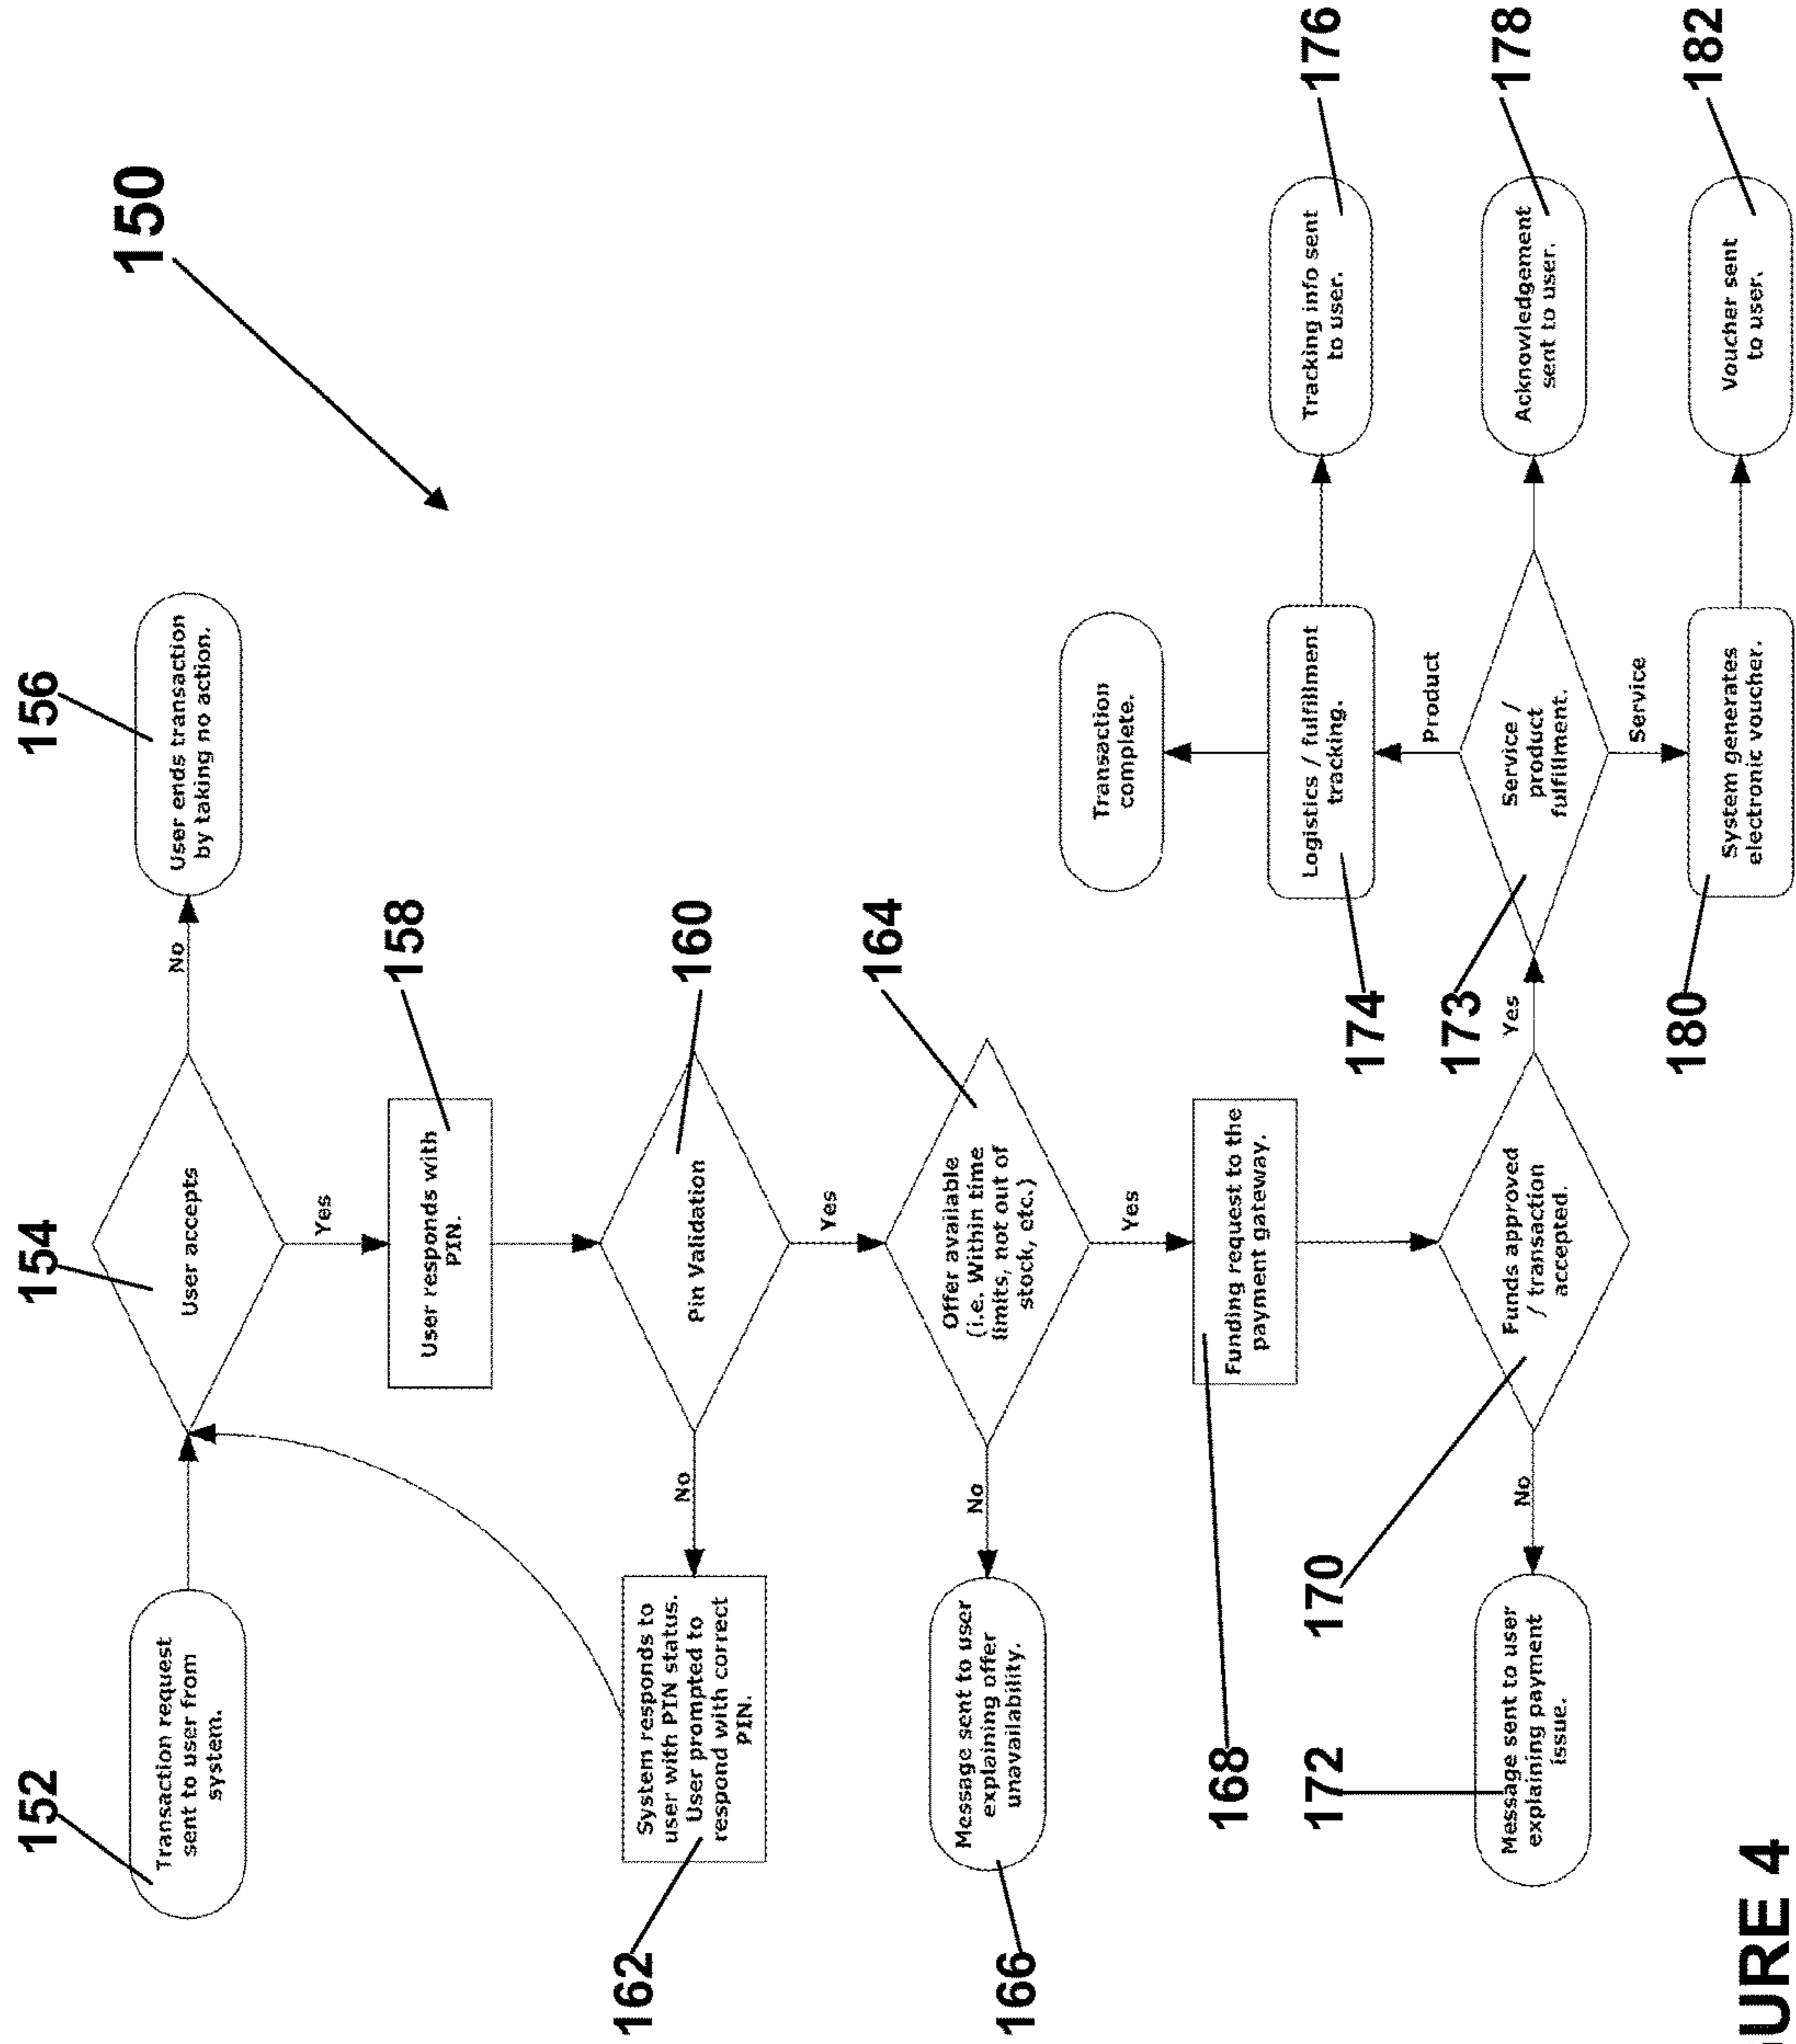 150
152
Transaction request
sent to user from
system.
154
User accepts
No
156
User ends transaction
by taking no action.
Yes
158
User responds with
PIN.
160
Pin Validation
No
162
System responds to
user with PIN status.
User prompted to
respond with correct
PIN.
Yes
164
Offer available
(i.e. Within time
limits, not out of
stock, etc.)
No
166
Message sent to user
explaining offer
unavailability.
Yes
168
Funding request to the
payment gateway.
170
Funds approved
/ transaction
accepted.
No
172
Message sent to user
explaining payment
issue.
Yes
173
Service /
product
fulfillment.
Product
174
Logistics / fulfillment
tracking.
Transaction
complete.
176
Tracking info sent
to user.
178
Acknowledgement
sent to user.
Service
180
System generates
electronic voucher.
182
Voucher sent
to user.
URE 4